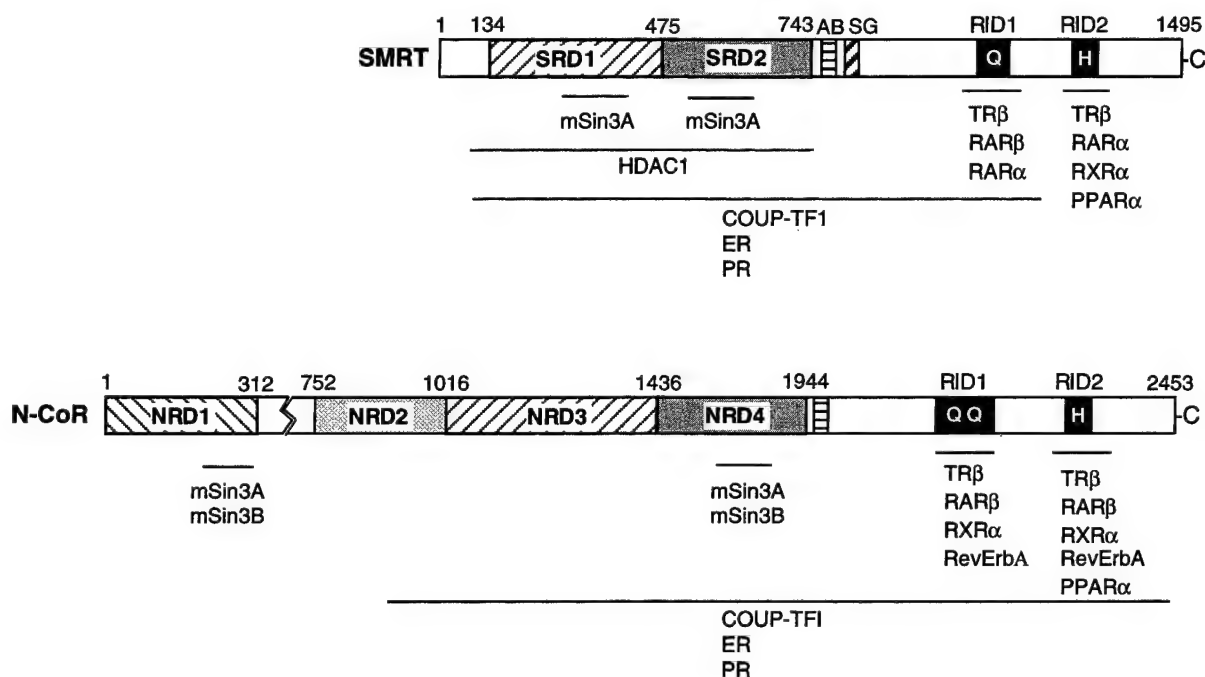 1 134 475 743 AB SG RID1 RID2 1495
SMRT SRD1 SRD2 Q H -C
mSin3A mSin3A
HDAC1
TRβ
RARβ
RARα
TRβ
RARα
RXRα
PPARα
COUP-TF1
ER
PR
1 312 752 1016 1436 1944 RID1 RID2 2453
N-CoR NRD1 NRD2 NRD3 NRD4 Q Q H -C
mSin3A
mSin3B
mSin3A
mSin3B
TRβ
RARβ
RXRα
RevErbA
TRβ
RARβ
RXRα
RevErbA
PPARα
COUP-TFI
ER
PR